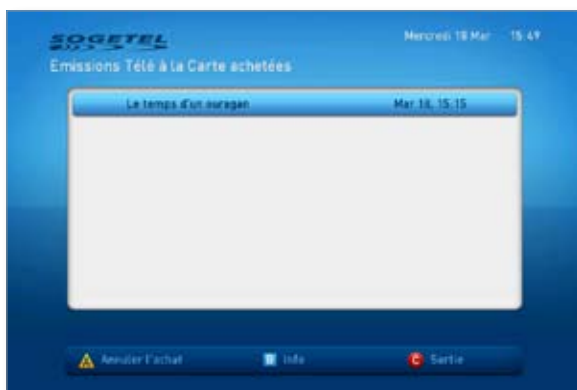 SOGETEL
Mercredi 18 Mar 15:49
Emissions Télé à la Carte achetées
Le temps d'un ouragan Mar 18, 15:15
A Annuler l'achat B Info C Sortie